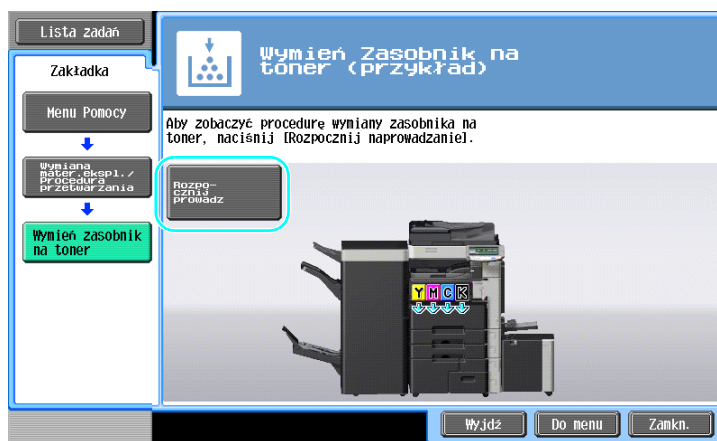 Lista zadań
Zakładka
Menu Pomocy
Wymiana
mater.ekspl./
Procedura
przetwarzania
Wymień zasobnik
na toner
Wymień Zasobnik na
toner (przykład)
Aby zobaczyć procedurę wymiany zasobnika na
toner, naciśnij [Rozpocznij naprowadzanie].
Rozpo-
cznij
prowadz
Y M C K
Wyjdź
Do menu
Zamkn.